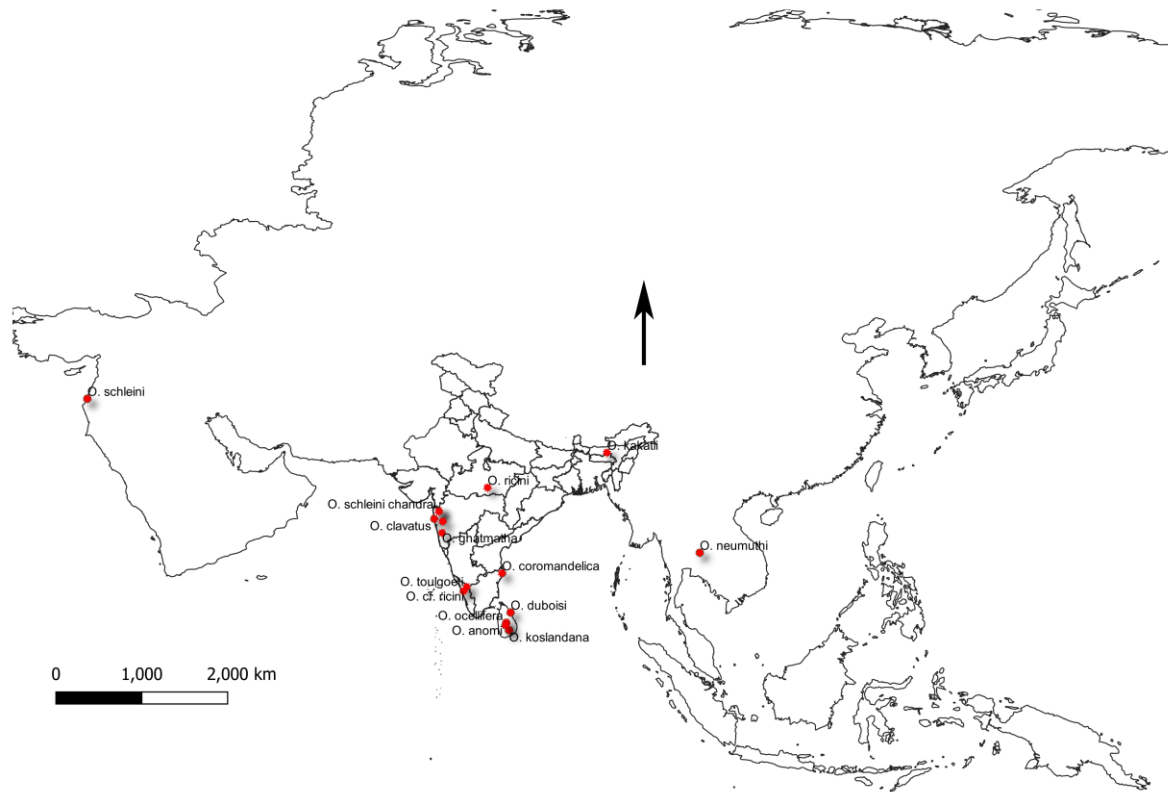 O. schleini
O. kakatii
O. ricini
O. schleini chandrai
O. clavatus
O. ghatmatha
O. neumuthi
O. coromandelica
O. toulgoeti
O. cf. ricini
O. duboisi
O. ocellifera
O. anomi
O. koslandana
0 1,000 2,000 km